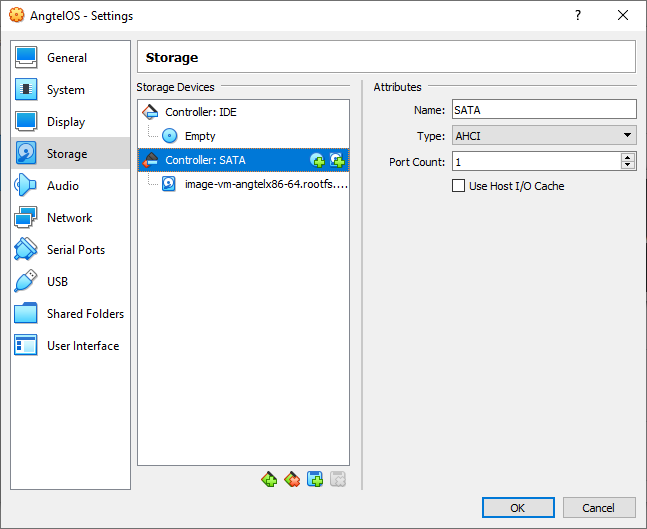 AngtelOS - Settings
General
System
Display
Storage
Audio
Network
Serial Ports
USB
Shared Folders
User Interface
Storage
Storage Devices
Controller: IDE
Empty
Controller: SATA
image-vm-angtelx86-64.rootfs....
Attributes
Name: SATA
Type: AHCI
Port Count: 1
Use Host I/O Cache
OK
Cancel